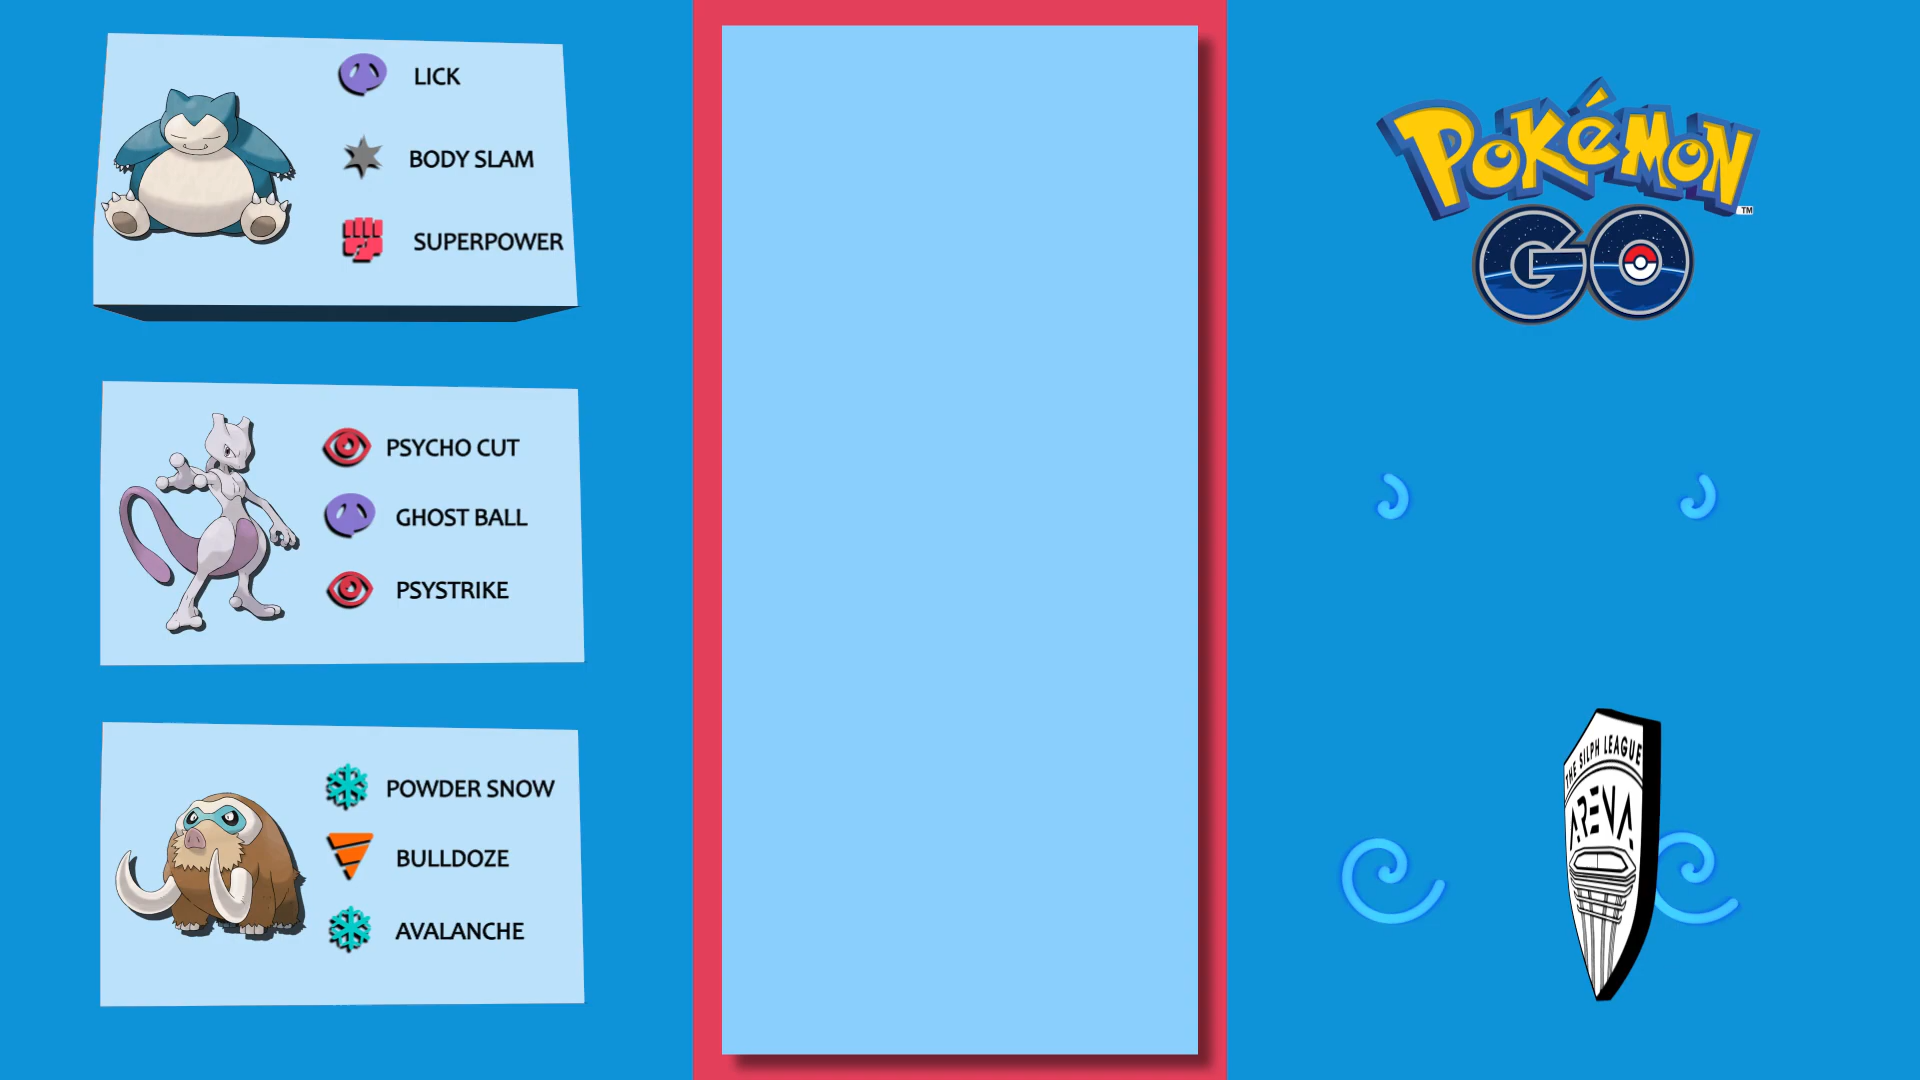 LICK
BODY SLAM
SUPERPOWER
PSYCHO CUT
GHOST BALL
PSYSTRIKE
POWDER SNOW
BULLDOZE
AVALANCHE
POKéMON
TM
GO
THE SILPH LEAGUE
ARENA